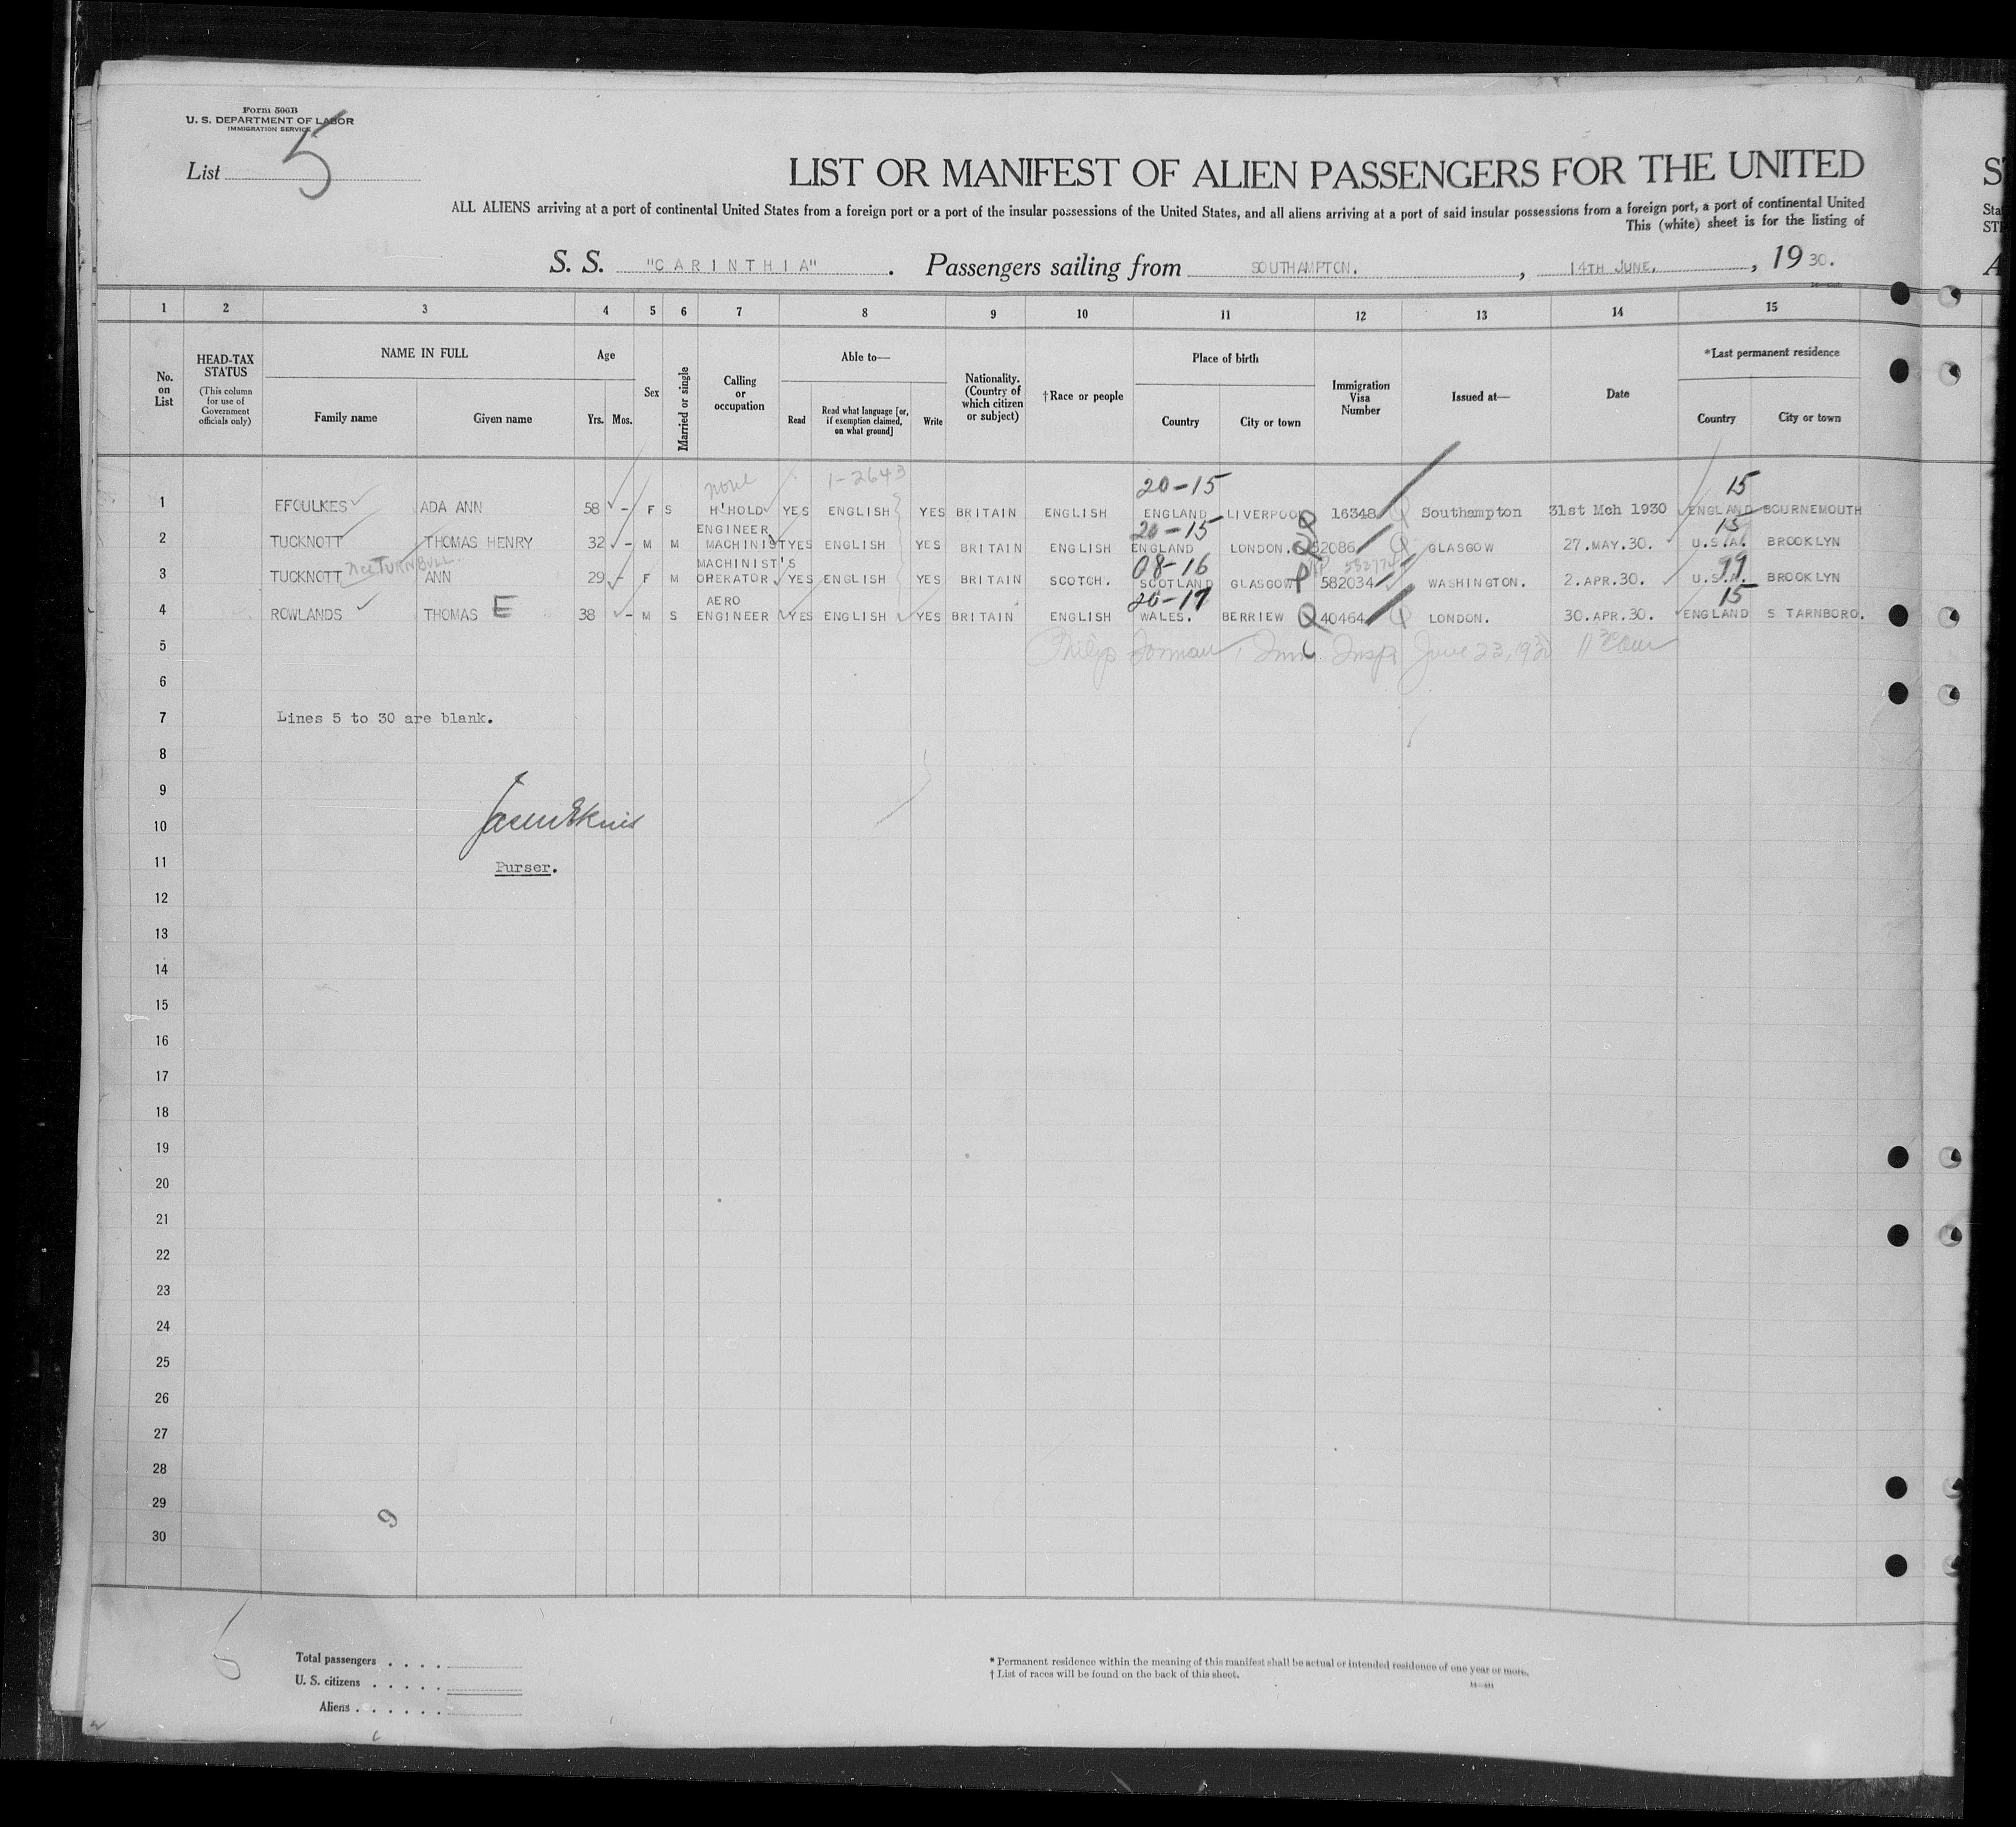 Form 500B
U. S. DEPARTMENT OF LABOR
IMMIGRATION SERVICE
List 5
LIST OR MANIFEST OF ALIEN PASSENGERS FOR THE UNITED
ALL ALIENS arriving at a port of continental United States from a foreign port or a port of the insular possessions of the United States, and all aliens arriving at a port of said insular possessions from a foreign port, a port of continental United
This (white) sheet is for the listing of
S. S. "CARINTHIA" . Passengers sailing from SOUTHAMPTON. , 14TH JUNE. , 19 30.
1 2 3 4 5 6 7 8 9 10 11 12 13 14 15
No. on List
HEAD-TAX STATUS
(This column for use of Government officials only)
NAME IN FULL
Family name Given name
Age
Yrs. Mos.
Sex
Married or single
Calling or occupation
Able to—
Read Read what language [or, if exemption claimed, on what ground] Write
Nationality. (Country of which citizen or subject)
†Race or people
Place of birth
Country City or town
Immigration Visa Number
Issued at—
Date
*Last permanent residence
Country City or town
none 1-2643 20-15 15
1 FFOULKES ADA ANN 58 - F S H'HOLD YES ENGLISH YES BRITAIN ENGLISH ENGLAND LIVERPOOL Q 16348 Q Southampton 31st Mch 1930 ENGLAND BOURNEMOUTH
ENGINEER 20-15 15
2 TUCKNOTT THOMAS HENRY 32 - M M MACHINIST YES ENGLISH YES BRITAIN ENGLISH ENGLAND LONDON. Q 52086 Q GLASGOW 27.MAY.30. U.S.A. BROOKLYN
nee TURNBULL. MACHINIST'S 08-16 99
3 TUCKNOTT ANN 29 - F M OPERATOR YES ENGLISH YES BRITAIN SCOTCH. SCOTLAND GLASGOW P 582034 WASHINGTON. 2.APR.30. U.S.A. BROOKLYN
AERO 20-17 15
4 ROWLANDS THOMAS E 38 - M S ENGINEER YES ENGLISH YES BRITAIN ENGLISH WALES. BERRIEW Q 40464 Q LONDON. 30.APR.30. ENGLAND S TARNBORO.
5 Philip Forman, Imm. Insp. June 23, 1930
6
7 Lines 5 to 30 are blank.
8
9
10
11 Purser.
12
13
14
15
16
17
18
19
20
21
22
23
24
25
26
27
28
29
30
9
Total passengers . . . .
U. S. citizens . . . . .
Aliens . . . . . .
* Permanent residence within the meaning of this manifest shall be actual or intended residence of one year or more.
† List of races will be found on the back of this sheet.